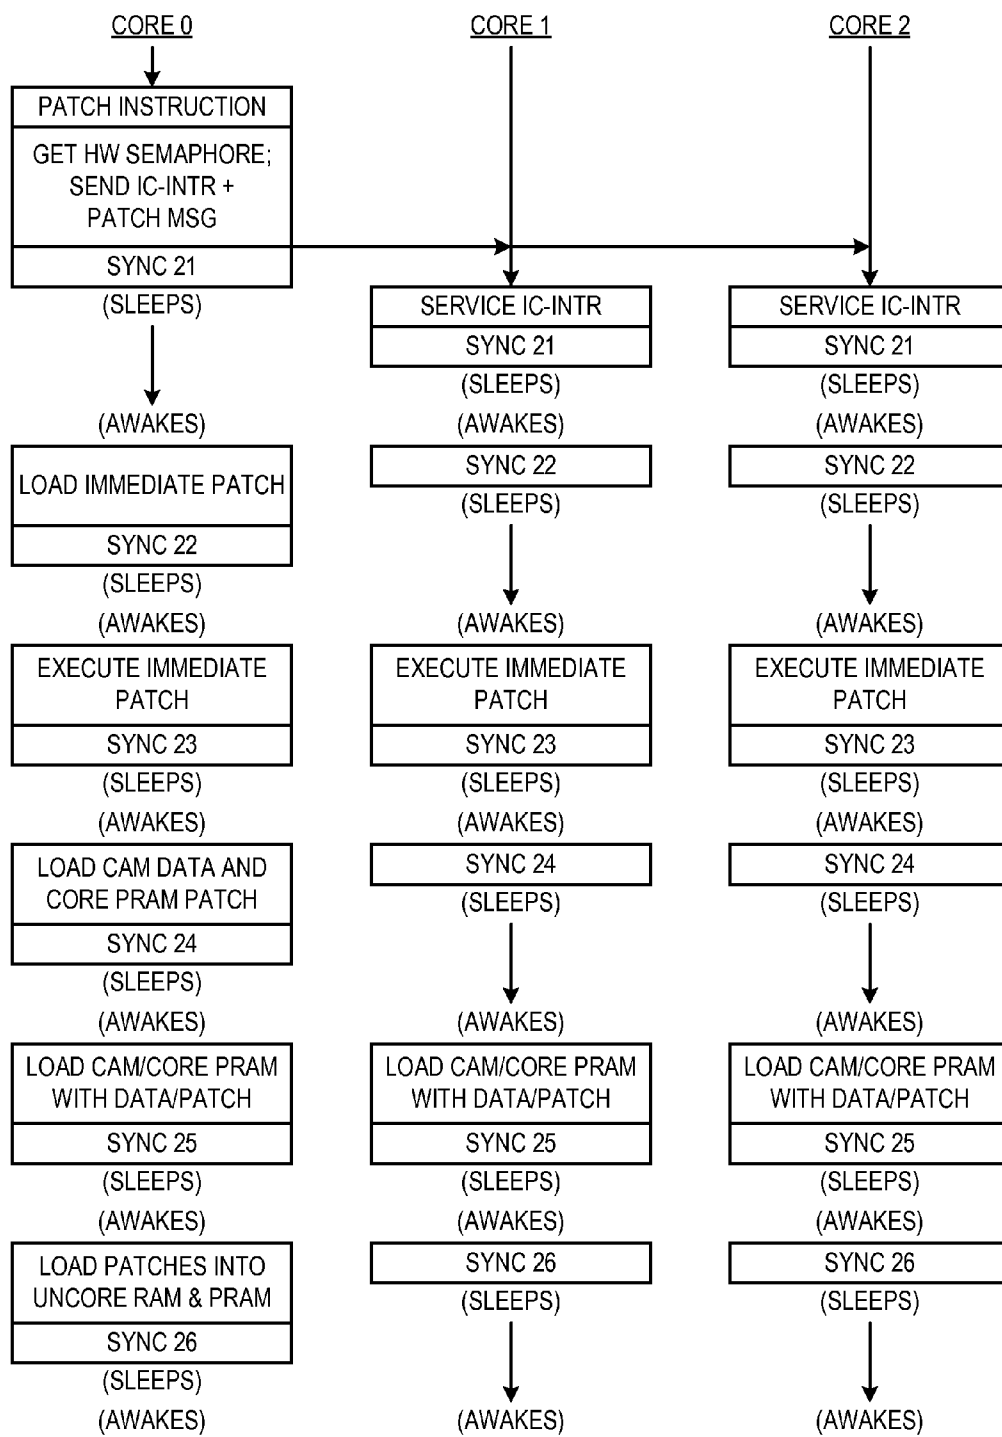 CORE 0
CORE 1
CORE 2
PATCH INSTRUCTION
GET HW SEMAPHORE;
SEND IC-INTR +
PATCH MSG
SYNC 21
(SLEEPS)
(AWAKES)
LOAD IMMEDIATE PATCH
SYNC 22
(SLEEPS)
(AWAKES)
EXECUTE IMMEDIATE
PATCH
SYNC 23
(SLEEPS)
(AWAKES)
LOAD CAM DATA AND
CORE PRAM PATCH
SYNC 24
(SLEEPS)
(AWAKES)
LOAD CAM/CORE PRAM
WITH DATA/PATCH
SYNC 25
(SLEEPS)
(AWAKES)
LOAD PATCHES INTO
UNCORE RAM & PRAM
SYNC 26
(SLEEPS)
(AWAKES)
SERVICE IC-INTR
SYNC 21
(SLEEPS)
(AWAKES)
SYNC 22
(SLEEPS)
(AWAKES)
EXECUTE IMMEDIATE
PATCH
SYNC 23
(SLEEPS)
(AWAKES)
SYNC 24
(SLEEPS)
(AWAKES)
LOAD CAM/CORE PRAM
WITH DATA/PATCH
SYNC 25
(SLEEPS)
(AWAKES)
SYNC 26
(SLEEPS)
(AWAKES)
SERVICE IC-INTR
SYNC 21
(SLEEPS)
(AWAKES)
SYNC 22
(SLEEPS)
(AWAKES)
EXECUTE IMMEDIATE
PATCH
SYNC 23
(SLEEPS)
(AWAKES)
SYNC 24
(SLEEPS)
(AWAKES)
LOAD CAM/CORE PRAM
WITH DATA/PATCH
SYNC 25
(SLEEPS)
(AWAKES)
SYNC 26
(SLEEPS)
(AWAKES)